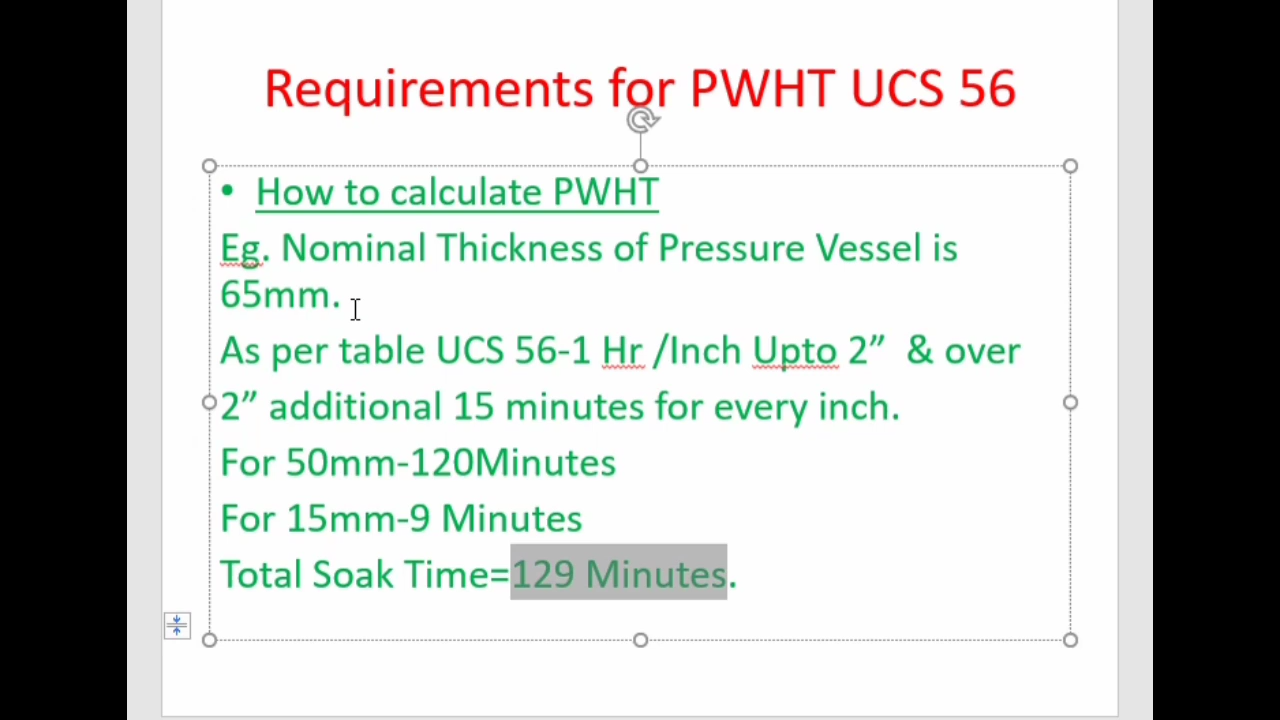 Requirements for PWHT UCS 56
• How to calculate PWHT
Eg. Nominal Thickness of Pressure Vessel is
65mm.
As per table UCS 56-1 Hr /Inch Upto 2” & over
2” additional 15 minutes for every inch.
For 50mm-120Minutes
For 15mm-9 Minutes
Total Soak Time=129 Minutes.